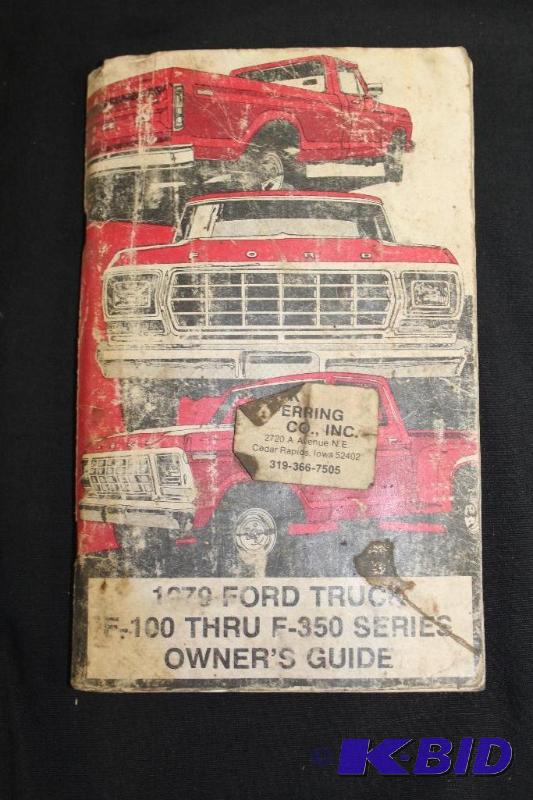 FORD
ERRING
CO., INC.
2720 A Avenue N.E.
Cedar Rapids, Iowa 52402
319-366-7505
1979 FORD TRUCK
F-100 THRU F-350 SERIES
OWNER'S GUIDE
© K-BID